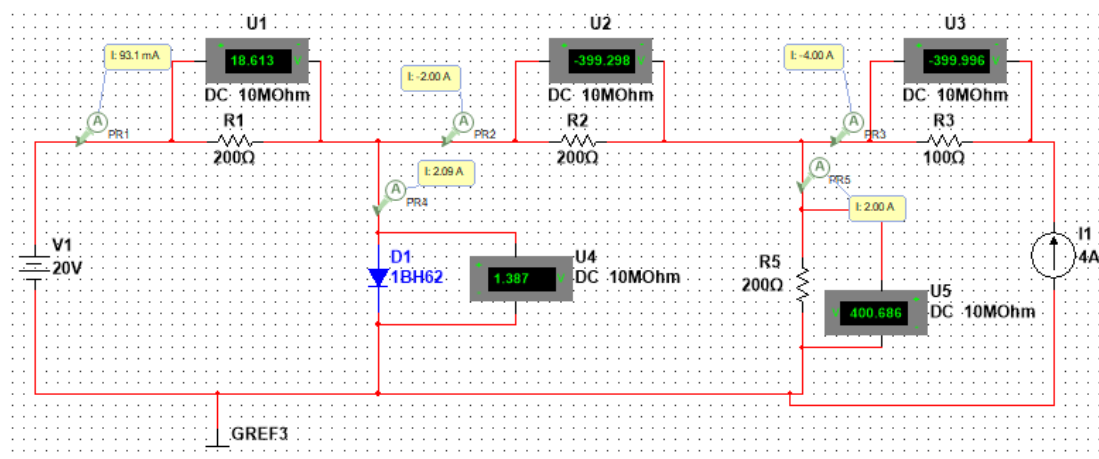 U1
U2
U3
I: 93.1 mA
18.613
V
I: -2.00 A
-399.298
V
I: -4.00 A
-399.996
V
DC 10MOhm
DC 10MOhm
DC 10MOhm
A
PR1
R1
200Ω
A
PR2
R2
200Ω
A
PR3
R3
100Ω
I: 2.09 A
A
PR4
A
PR5
I: 2.00 A
V1
20V
D1
1BH62
U4
1.387
V
DC 10MOhm
R5
200Ω
I1
4A
U5
V
400.686
DC 10MOhm
GREF3